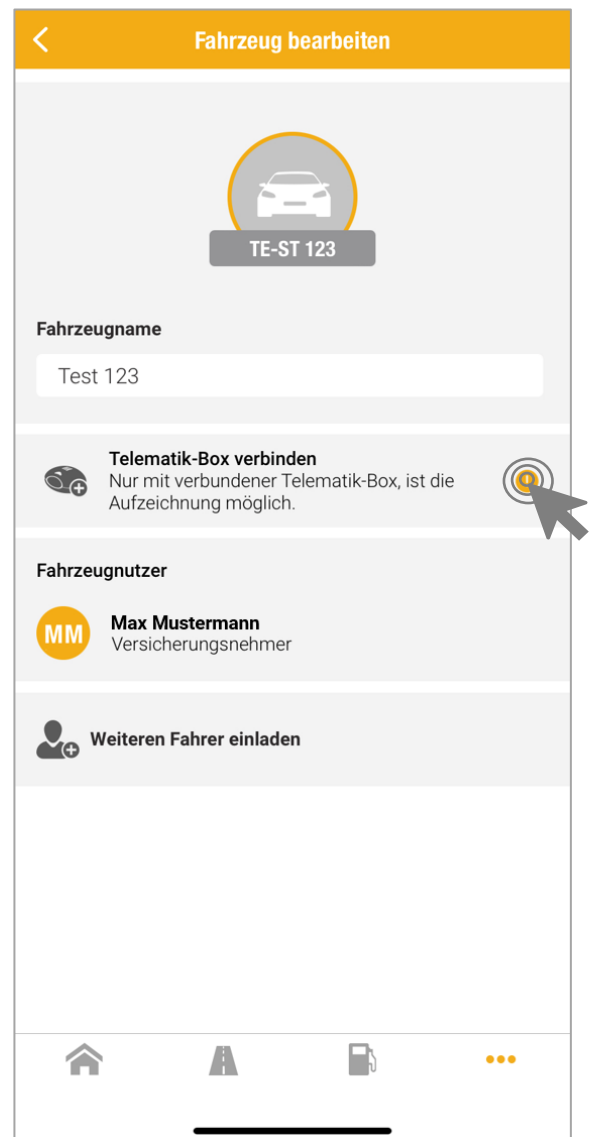 Fahrzeug bearbeiten
TE-ST 123
Fahrzeugname
Test 123
Telematik-Box verbinden
Nur mit verbundener Telematik-Box, ist die
Aufzeichnung möglich.
Fahrzeugnutzer
MM
Max Mustermann
Versicherungsnehmer
Weiteren Fahrer einladen